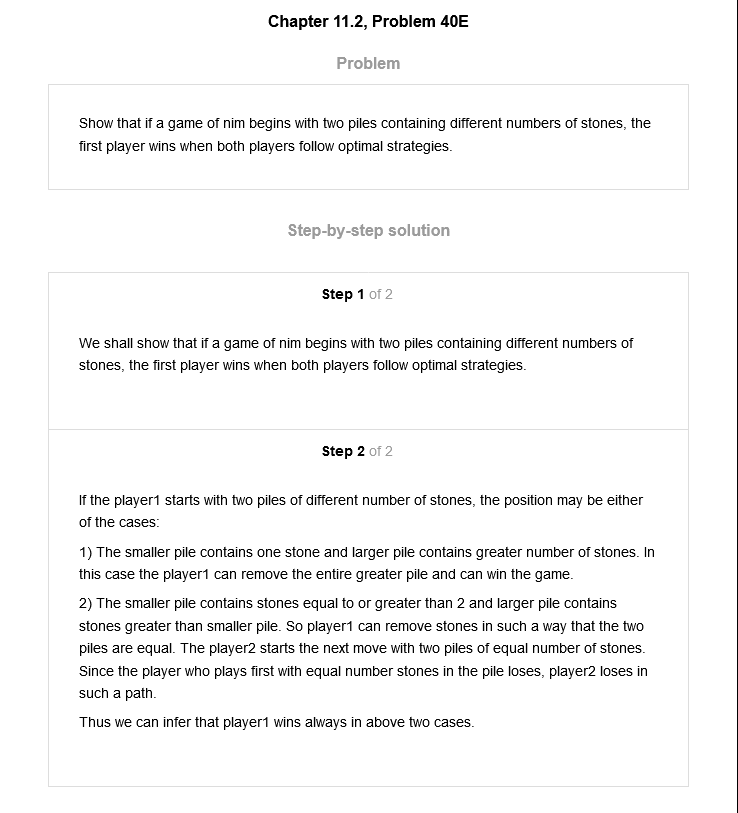 Chapter 11.2, Problem 40E
Problem
Show that if a game of nim begins with two piles containing different numbers of stones, the
first player wins when both players follow optimal strategies.
Step-by-step solution
Step 1 of 2
We shall show that if a game of nim begins with two piles containing different numbers of
stones, the first player wins when both players follow optimal strategies.
Step 2 of 2
If the player1 starts with two piles of different number of stones, the position may be either
of the cases:
1) The smaller pile contains one stone and larger pile contains greater number of stones. In
this case the player1 can remove the entire greater pile and can win the game.
2) The smaller pile contains stones equal to or greater than 2 and larger pile contains
stones greater than smaller pile. So player1 can remove stones in such a way that the two
piles are equal. The player2 starts the next move with two piles of equal number of stones.
Since the player who plays first with equal number stones in the pile loses, player2 loses in
such a path.
Thus we can infer that player1 wins always in above two cases.